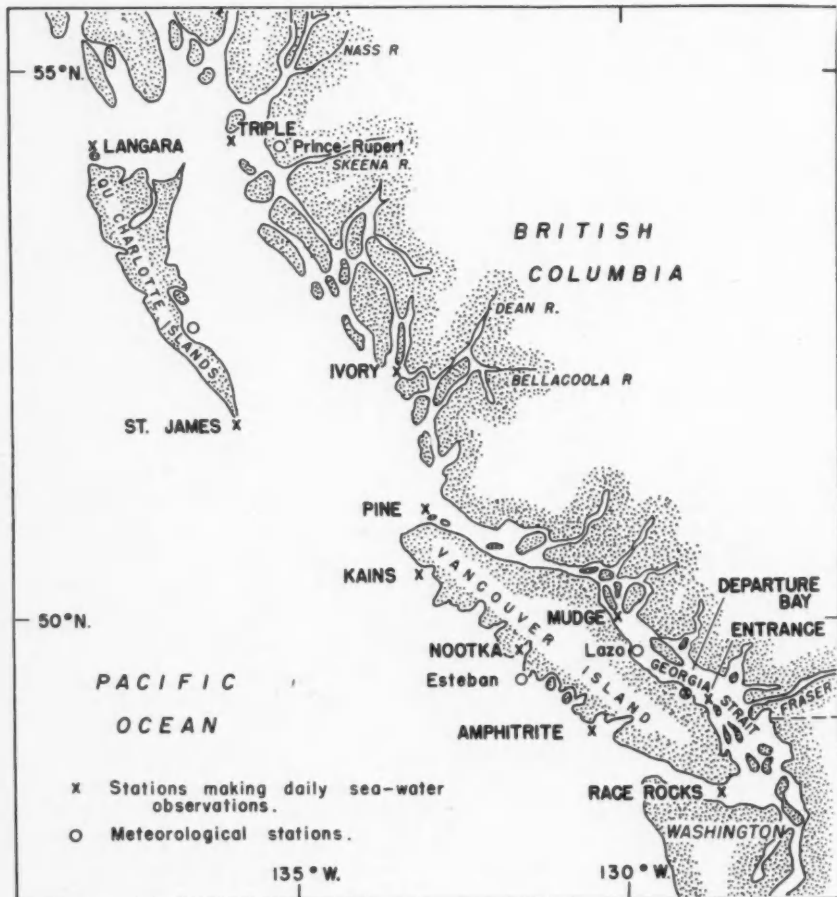 55°N.
NASS R
LANGARA
TRIPLE
Prince Rupert
SKEENA R.
QU CHARLOTTE ISLANDS
BRITISH
COLUMBIA
DEAN R.
IVORY
BELLACOOLA R
ST. JAMES
PINE
KAINS
VANCOUVER ISLAND
DEPARTURE
BAY
ENTRANCE
MUDGE
50°N.
NOOTKA
Lazo
GEORGIA STRAIT
Esteban
FRASER
PACIFIC
OCEAN
AMPHITRITE
x Stations making daily sea-water
observations.
RACE ROCKS
o Meteorological stations.
WASHINGTON
135°W.
130°W.